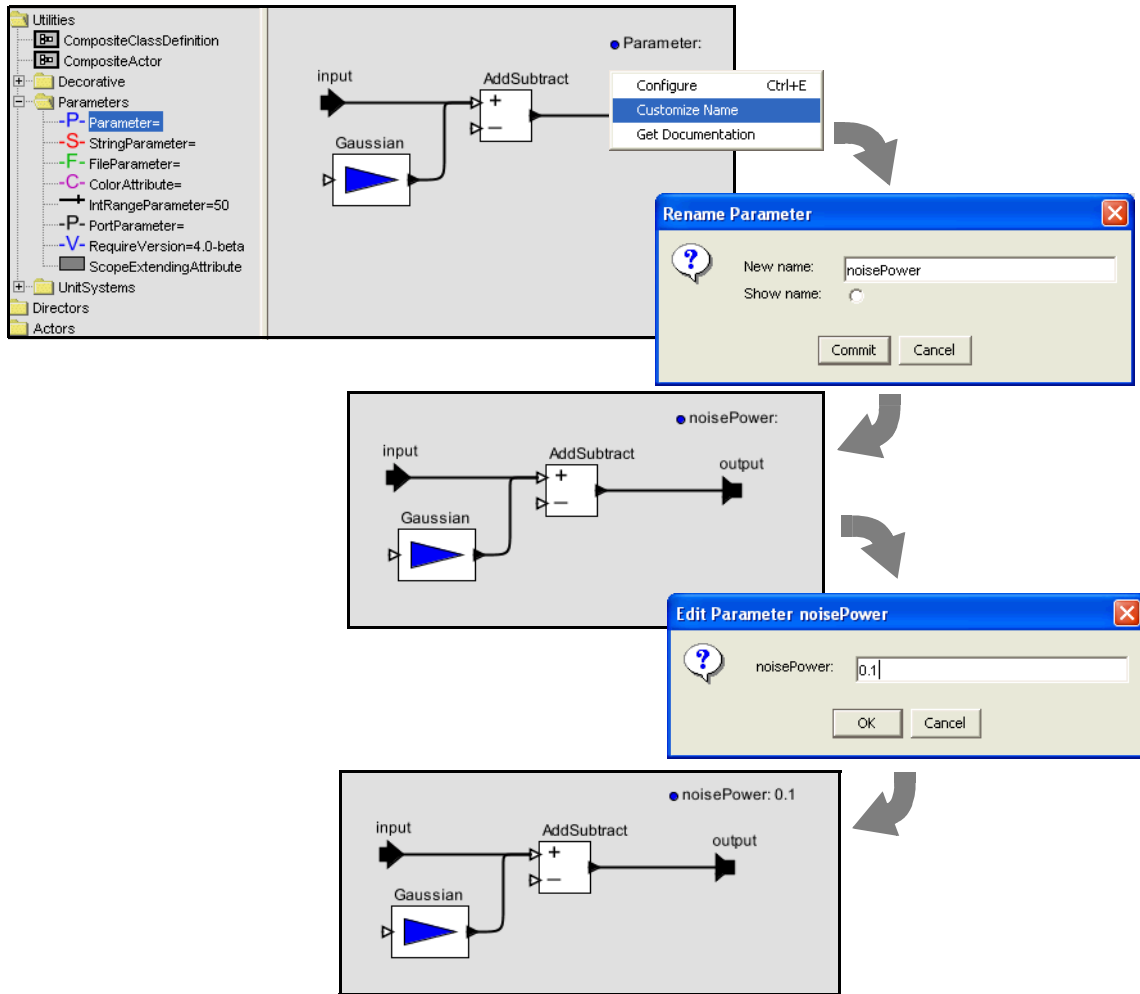 Utilities
CompositeClassDefinition
CompositeActor
Decorative
Parameters
-P- Parameter=
-S- StringParameter=
-F- FileParameter=
-C- ColorAttribute=
IntRangeParameter=50
-P- PortParameter=
-V- RequireVersion=4.0-beta
ScopeExtendingAttribute
UnitSystems
Directors
Actors
Parameter:
input
AddSubtract
+
–
Gaussian
Configure Ctrl+E
Customize Name
Get Documentation
Rename Parameter
?
New name: noisePower
Show name:
Commit Cancel
noisePower:
input
AddSubtract
output
+
–
Gaussian
Edit Parameter noisePower
?
noisePower: 0.1
OK Cancel
noisePower: 0.1
input
AddSubtract
output
+
–
Gaussian